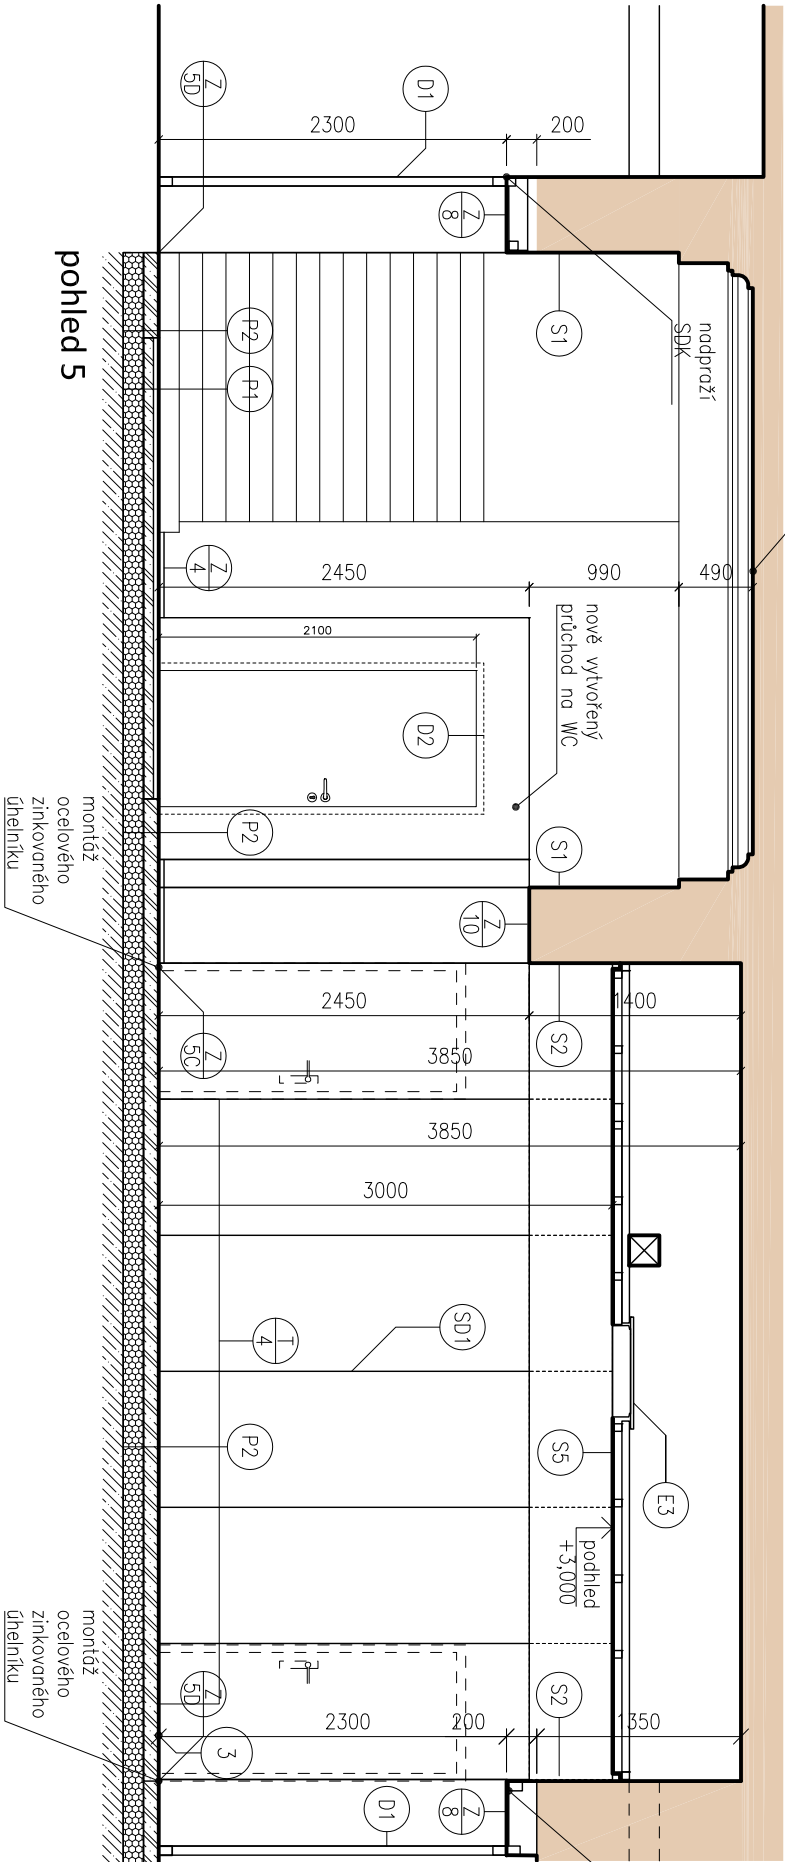 Z
5D
D1
2300
200
Z
8
pohled 5
P2
P1
S1
nadpraží
SDK
Z
4
2450
990
490
2100
nově vytvořený
průchod na WC
D2
P2
S1
montáž
ocelového
zinkovaného
úhelníku
Z
10
2450
1400
Z
5C
S2
3850
3850
3000
T
4
SD1
P2
S5
E3
podhled
+3,000
montáž
ocelového
zinkovaného
úhelníku
Z
5D
S2
2300
200
1350
3
D1
Z
8